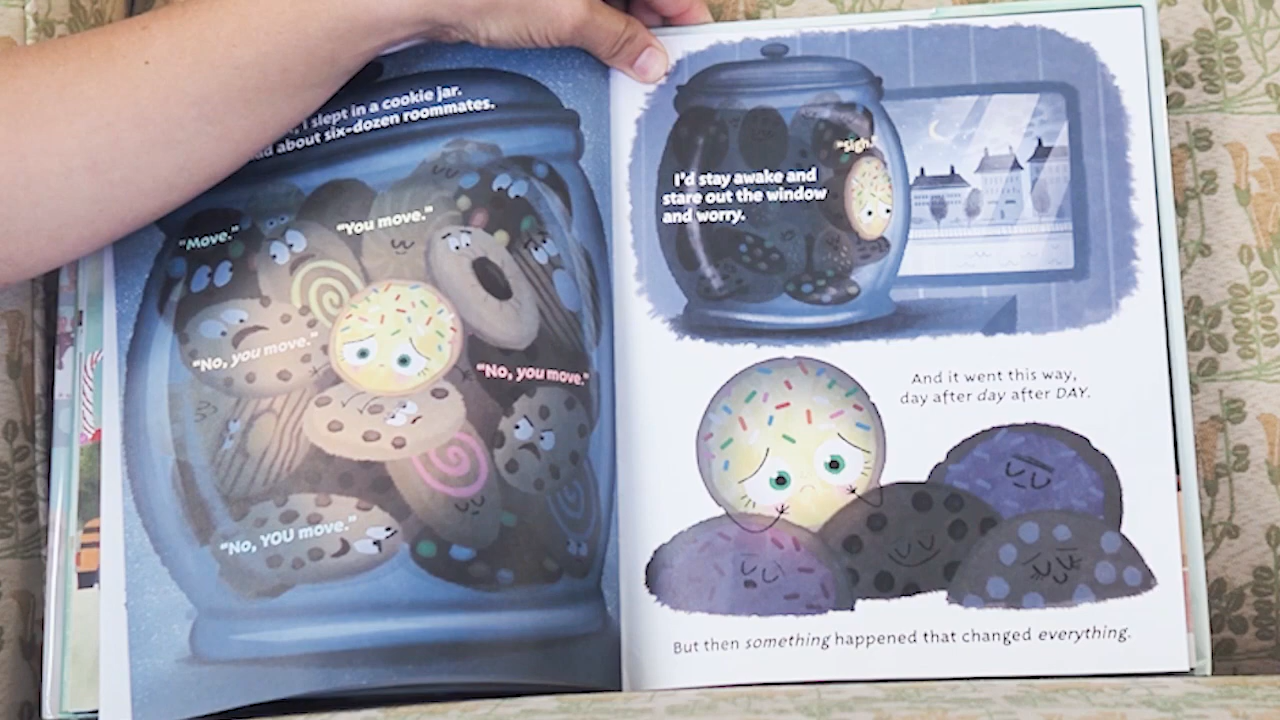 I slept in a cookie jar.
about six-dozen roommates.
"Move."
"You move."
"No, you move."
"No, you move."
"No, YOU move."
"Sigh."
I'd stay awake and
stare out the window
and worry.
And it went this way,
day after day after DAY.
But then something happened that changed everything.